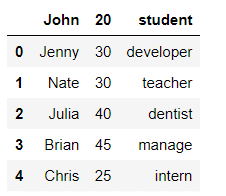 John 20 student
0 Jenny 30 developer
1 Nate 30 teacher
2 Julia 40 dentist
3 Brian 45 manage
4 Chris 25 intern